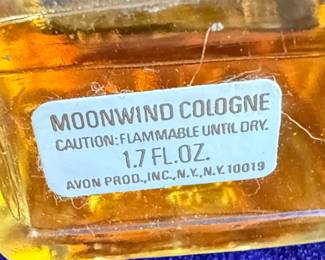 MOONWIND COLOGNE
CAUTION:FLAMMABLE UNTIL DRY.
1.7 FL.OZ.
AVON PROD.,INC.,N.Y.,N.Y. 10019